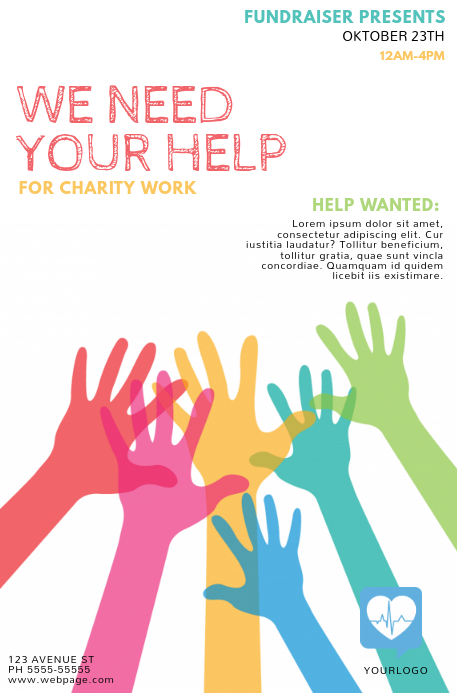 FUNDRAISER PRESENTS
OKTOBER 23TH
12AM-4PM
WE NEED
YOUR HELP
FOR CHARITY WORK
HELP WANTED:
Lorem ipsum dolor sit amet,
consectetur adipiscing elit. Cur
iustitia laudatur? Tollitur beneficium,
tollitur gratia, quae sunt vincla
concordiae. Quamquam id quidem
licebit iis existimare.
123 AVENUE ST
PH 5555-55555
www.webpage.com
YOURLOGO